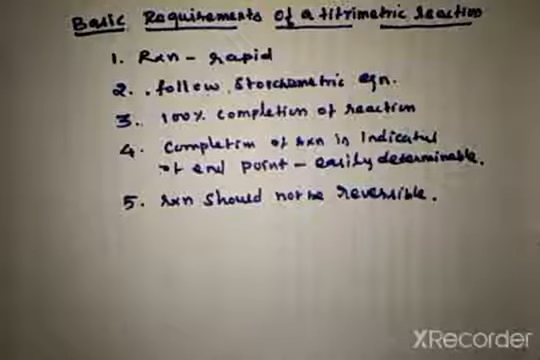 Basic Requirements of a titrimetric reaction
1. Rxn - rapid
2. . follow. Stoichametric eqn.
3. 100% completion of reaction
4. completion of rxn is indicated
at end point - easily determinable.
5. rxn should not be reversible.
XRecorder